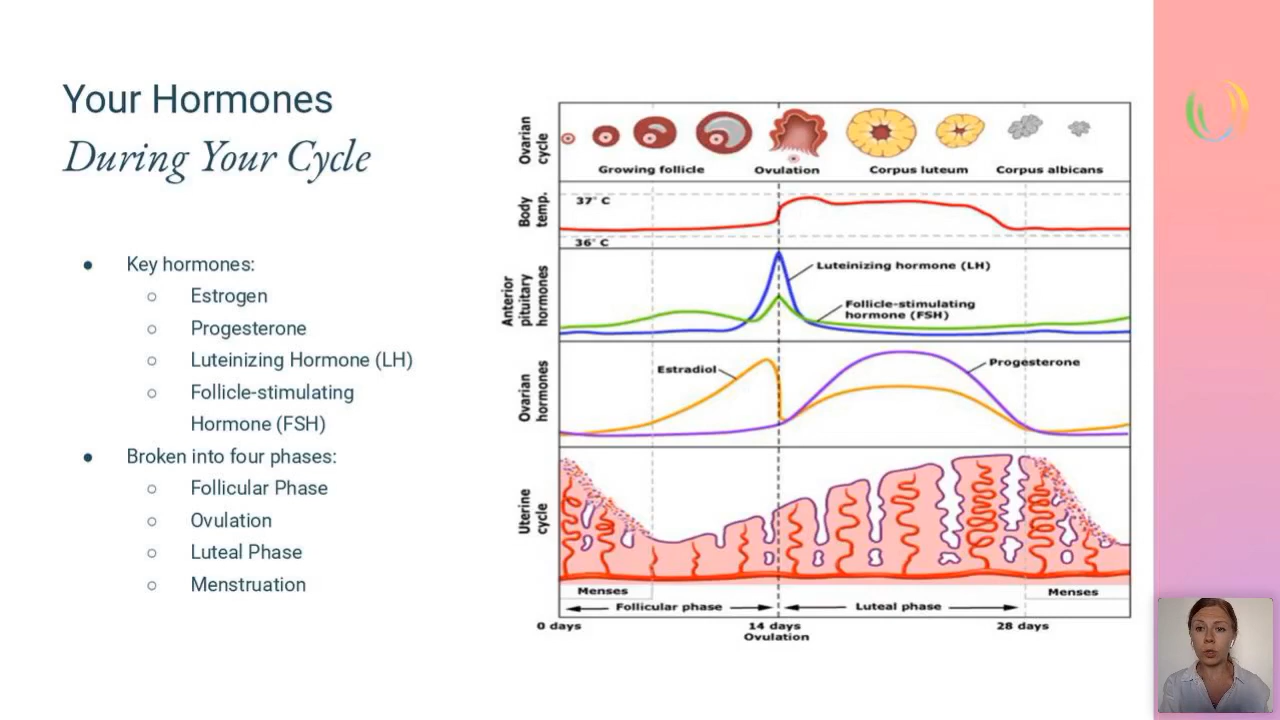 Your Hormones
During Your Cycle
● Key hormones:
○ Estrogen
○ Progesterone
○ Luteinizing Hormone (LH)
○ Follicle-stimulating
Hormone (FSH)
● Broken into four phases:
○ Follicular Phase
○ Ovulation
○ Luteal Phase
○ Menstruation
Ovarian
cycle
Growing follicle
Ovulation
Corpus luteum
Corpus albicans
Body
temp.
37° C
36° C
Anterior
pituitary
hormones
Luteinizing hormone (LH)
Follicle-stimulating
hormone (FSH)
Ovarian
hormones
Estradiol
Progesterone
Uterine
cycle
Menses
Menses
Follicular phase
Luteal phase
0 days
14 days
Ovulation
28 days